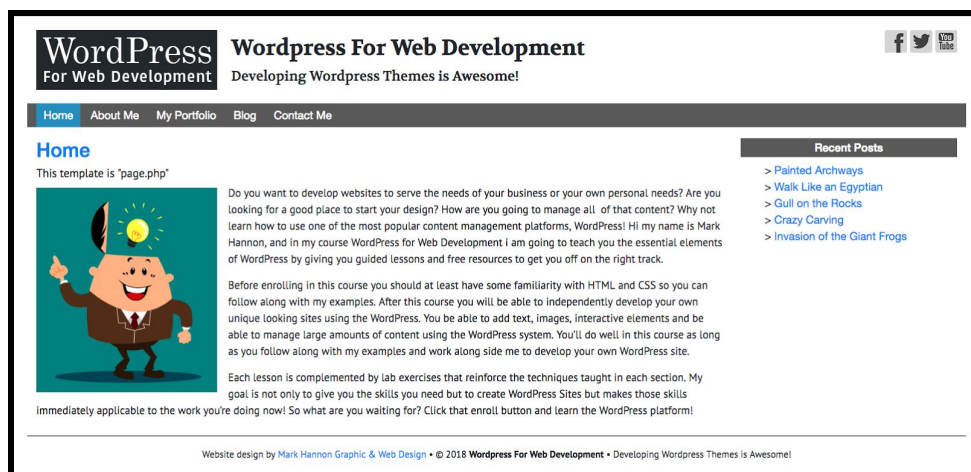 WordPress
For Web Development
Wordpress For Web Development
Developing Wordpress Themes is Awesome!
f
You
Tube
Home About Me My Portfolio Blog Contact Me
Home
This template is "page.php"
Do you want to develop websites to serve the needs of your business or your own personal needs? Are you
looking for a good place to start your design? How are you going to manage all of that content? Why not
learn how to use one of the most popular content management platforms, WordPress! Hi my name is Mark
Hannon, and in my course WordPress for Web Development i am going to teach you the essential elements
of WordPress by giving you guided lessons and free resources to get you off on the right track.
Before enrolling in this course you should at least have some familiarity with HTML and CSS so you can
follow along with my examples. After this course you will be able to independently develop your own
unique looking sites using the WordPress. You be able to add text, images, interactive elements and be
able to manage large amounts of content using the WordPress system. You'll do well in this course as long
as you follow along with my examples and work along side me to develop your own WordPress site.
Each lesson is complemented by lab exercises that reinforce the techniques taught in each section. My
goal is not only to give you the skills you need but to create WordPress Sites but makes those skills
immediately applicable to the work you're doing now! So what are you waiting for? Click that enroll button and learn the WordPress platform!
Recent Posts
> Painted Archways
> Walk Like an Egyptian
> Gull on the Rocks
> Crazy Carving
> Invasion of the Giant Frogs
Website design by Mark Hannon Graphic & Web Design • © 2018 Wordpress For Web Development • Developing Wordpress Themes is Awesome!